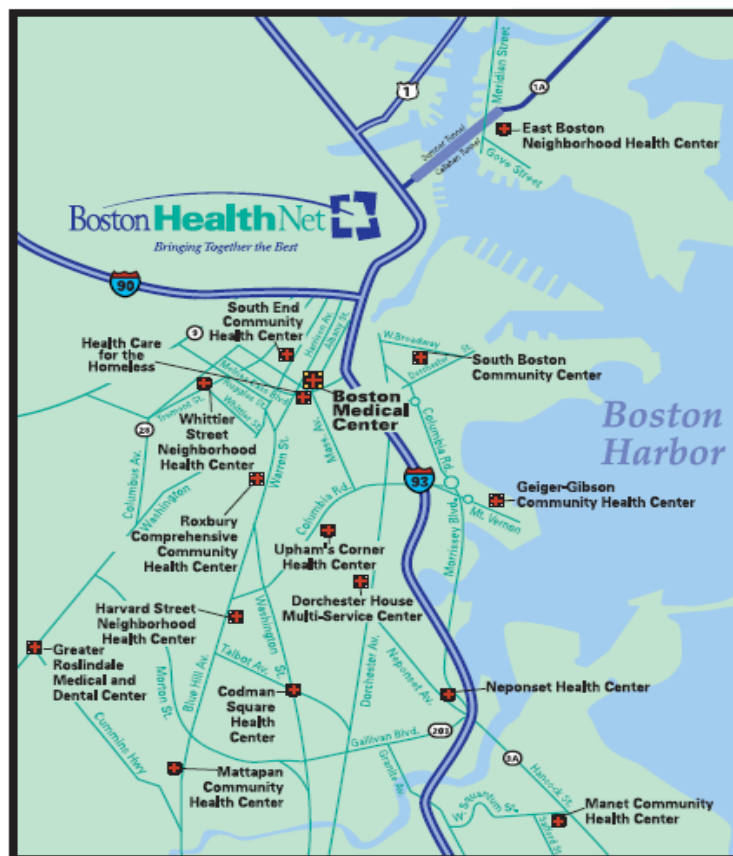 1
1A
Meridian Street
East Boston
Neighborhood Health Center
Sumner Tunnel
Callahan Tunnel
Gove Street
Boston HealthNet
Bringing Together the Best
90
South End
Community
Health Center
Harrison Av.
Albany St.
9
Health Care
for the
Homeless
W. Broadway
Dorchester St.
South Boston
Community Center
Melnea Cass Blvd.
Ruggles St.
Whittier St.
Tremont St.
Boston
Medical
Center
Boston
Harbor
28
Whittier
Street
Neighborhood
Health Center
Columbus Av.
Washington
Warren St.
Mass. Av.
Columbia Rd.
93
Geiger-Gibson
Community Health Center
Mt. Vernon
Columbia Rd.
Roxbury
Comprehensive
Community
Health Center
Upham's Corner
Health Center
Morrissey Blvd.
Dorchester House
Multi-Service Center
Harvard Street
Neighborhood
Health Center
Washington St.
Greater
Roslindale
Medical and
Dental Center
Talbot Av.
Blue Hill Av.
Morton St.
Dorchester Av.
Neponset Av.
Neponset Health Center
Codman
Square
Health
Center
Gallivan Blvd.
203
Cummins Hwy
Granite Av.
3A
Hancock St.
Mattapan
Community
Health Center
W. Squantum St.
Manet Community
Health Center